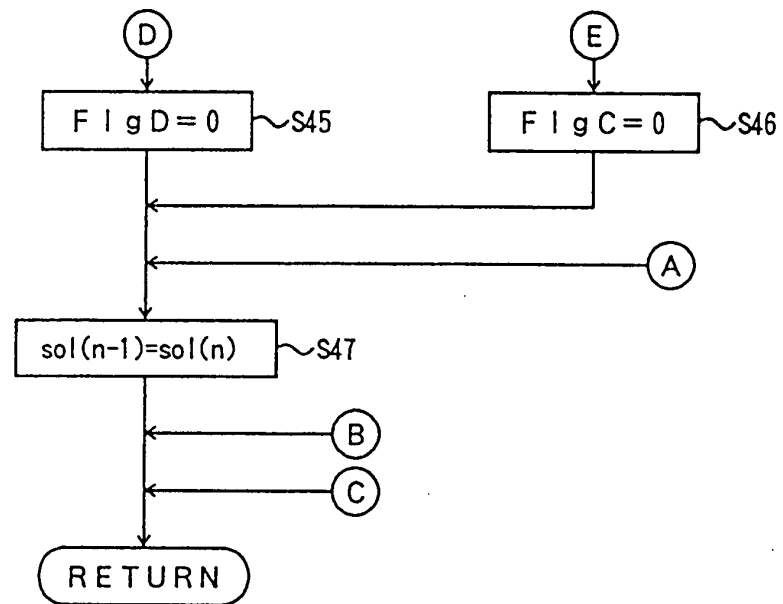 D
E
FlgD=0
S45
FlgC=0
S46
A
sol(n-1)=sol(n)
S47
B
C
RETURN